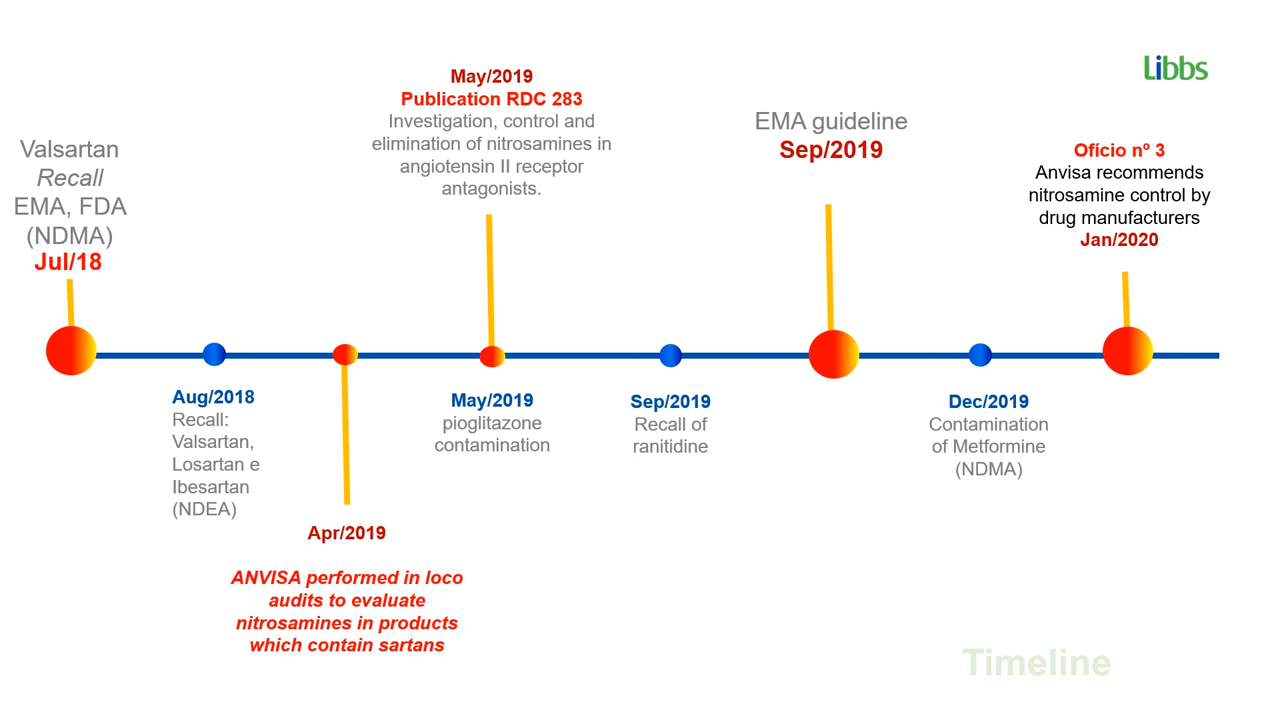 Libbs
Valsartan
Recall
EMA, FDA
(NDMA)
Jul/18
Aug/2018
Recall:
Valsartan,
Losartan e
Ibesartan
(NDEA)
Apr/2019
ANVISA performed in loco
audits to evaluate
nitrosamines in products
which contain sartans
May/2019
Publication RDC 283
Investigation, control and
elimination of nitrosamines in
angiotensin II receptor
antagonists.
May/2019
pioglitazone
contamination
Sep/2019
Recall of
ranitidine
EMA guideline
Sep/2019
Dec/2019
Contamination
of Metformine
(NDMA)
Ofício nº 3
Anvisa recommends
nitrosamine control by
drug manufacturers
Jan/2020
Timeline